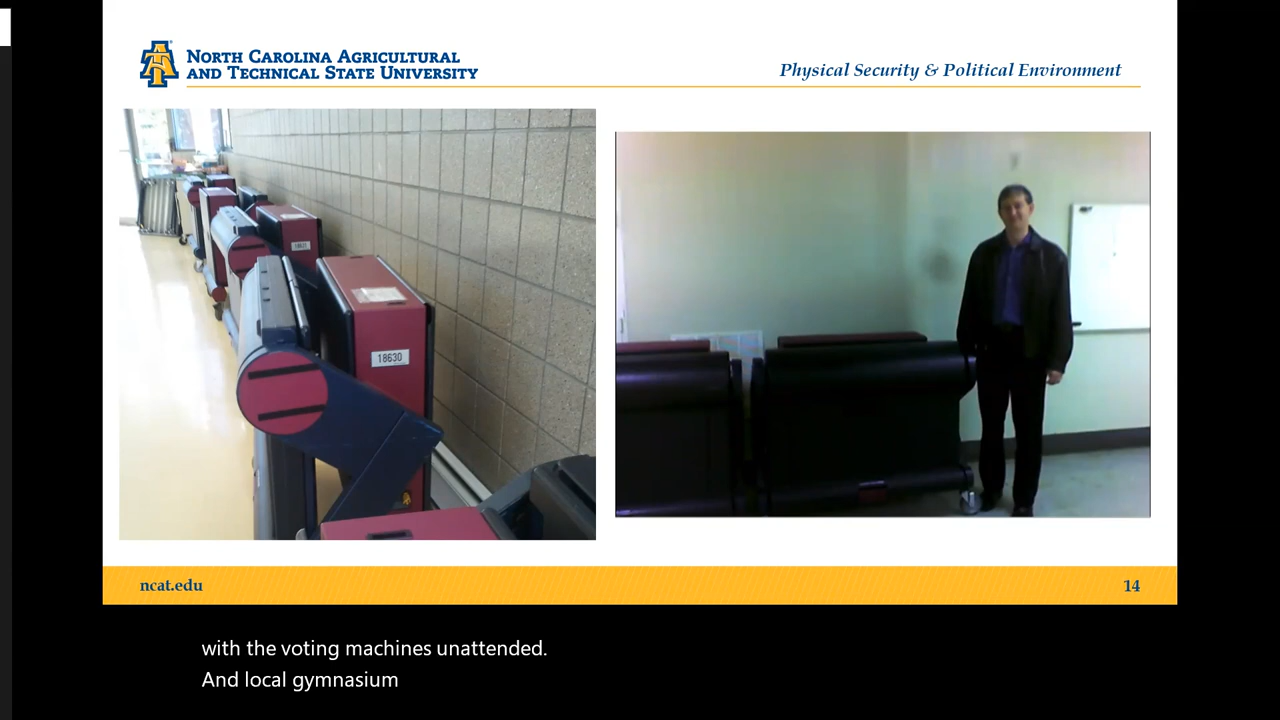 North Carolina Agricultural
and Technical State University
Physical Security & Political Environment
18631
18630
ncat.edu
14
with the voting machines unattended.
And local gymnasium